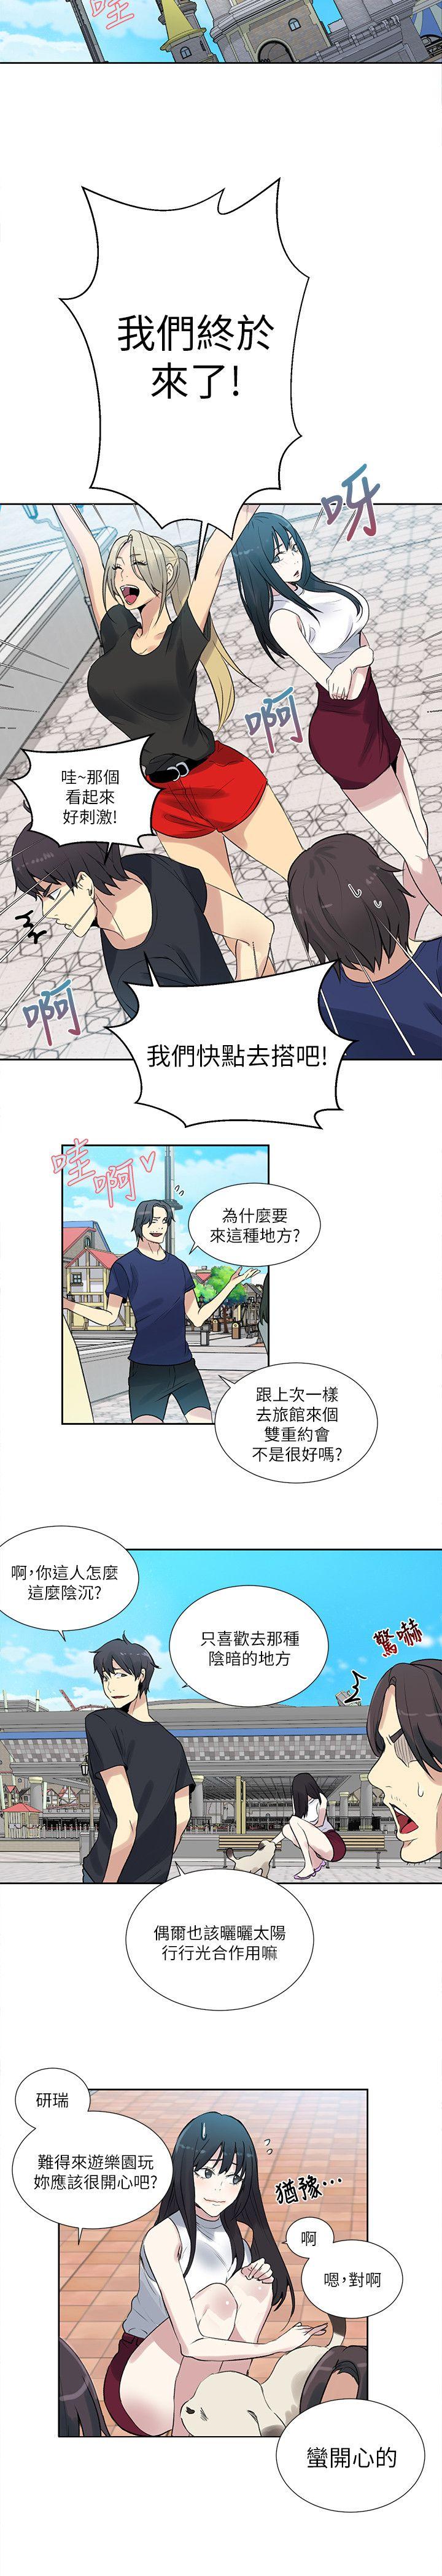 哇
我們終於
來了!
呀
啊
哇~那個
看起來
好刺激!
啊
我們快點去搭吧!
哇啊
為什麼要
來這種地方?
跟上次一樣
去旅館來個
雙重約會
不是很好嗎?
啊,你這人怎麼
這麼陰沉?
只喜歡去那種
陰暗的地方
驚嚇
偶爾也該曬曬太陽
行行光合作用嘛
研瑞
難得來遊樂園玩
妳應該很開心吧?
猶豫…
啊
嗯,對啊
蠻開心的